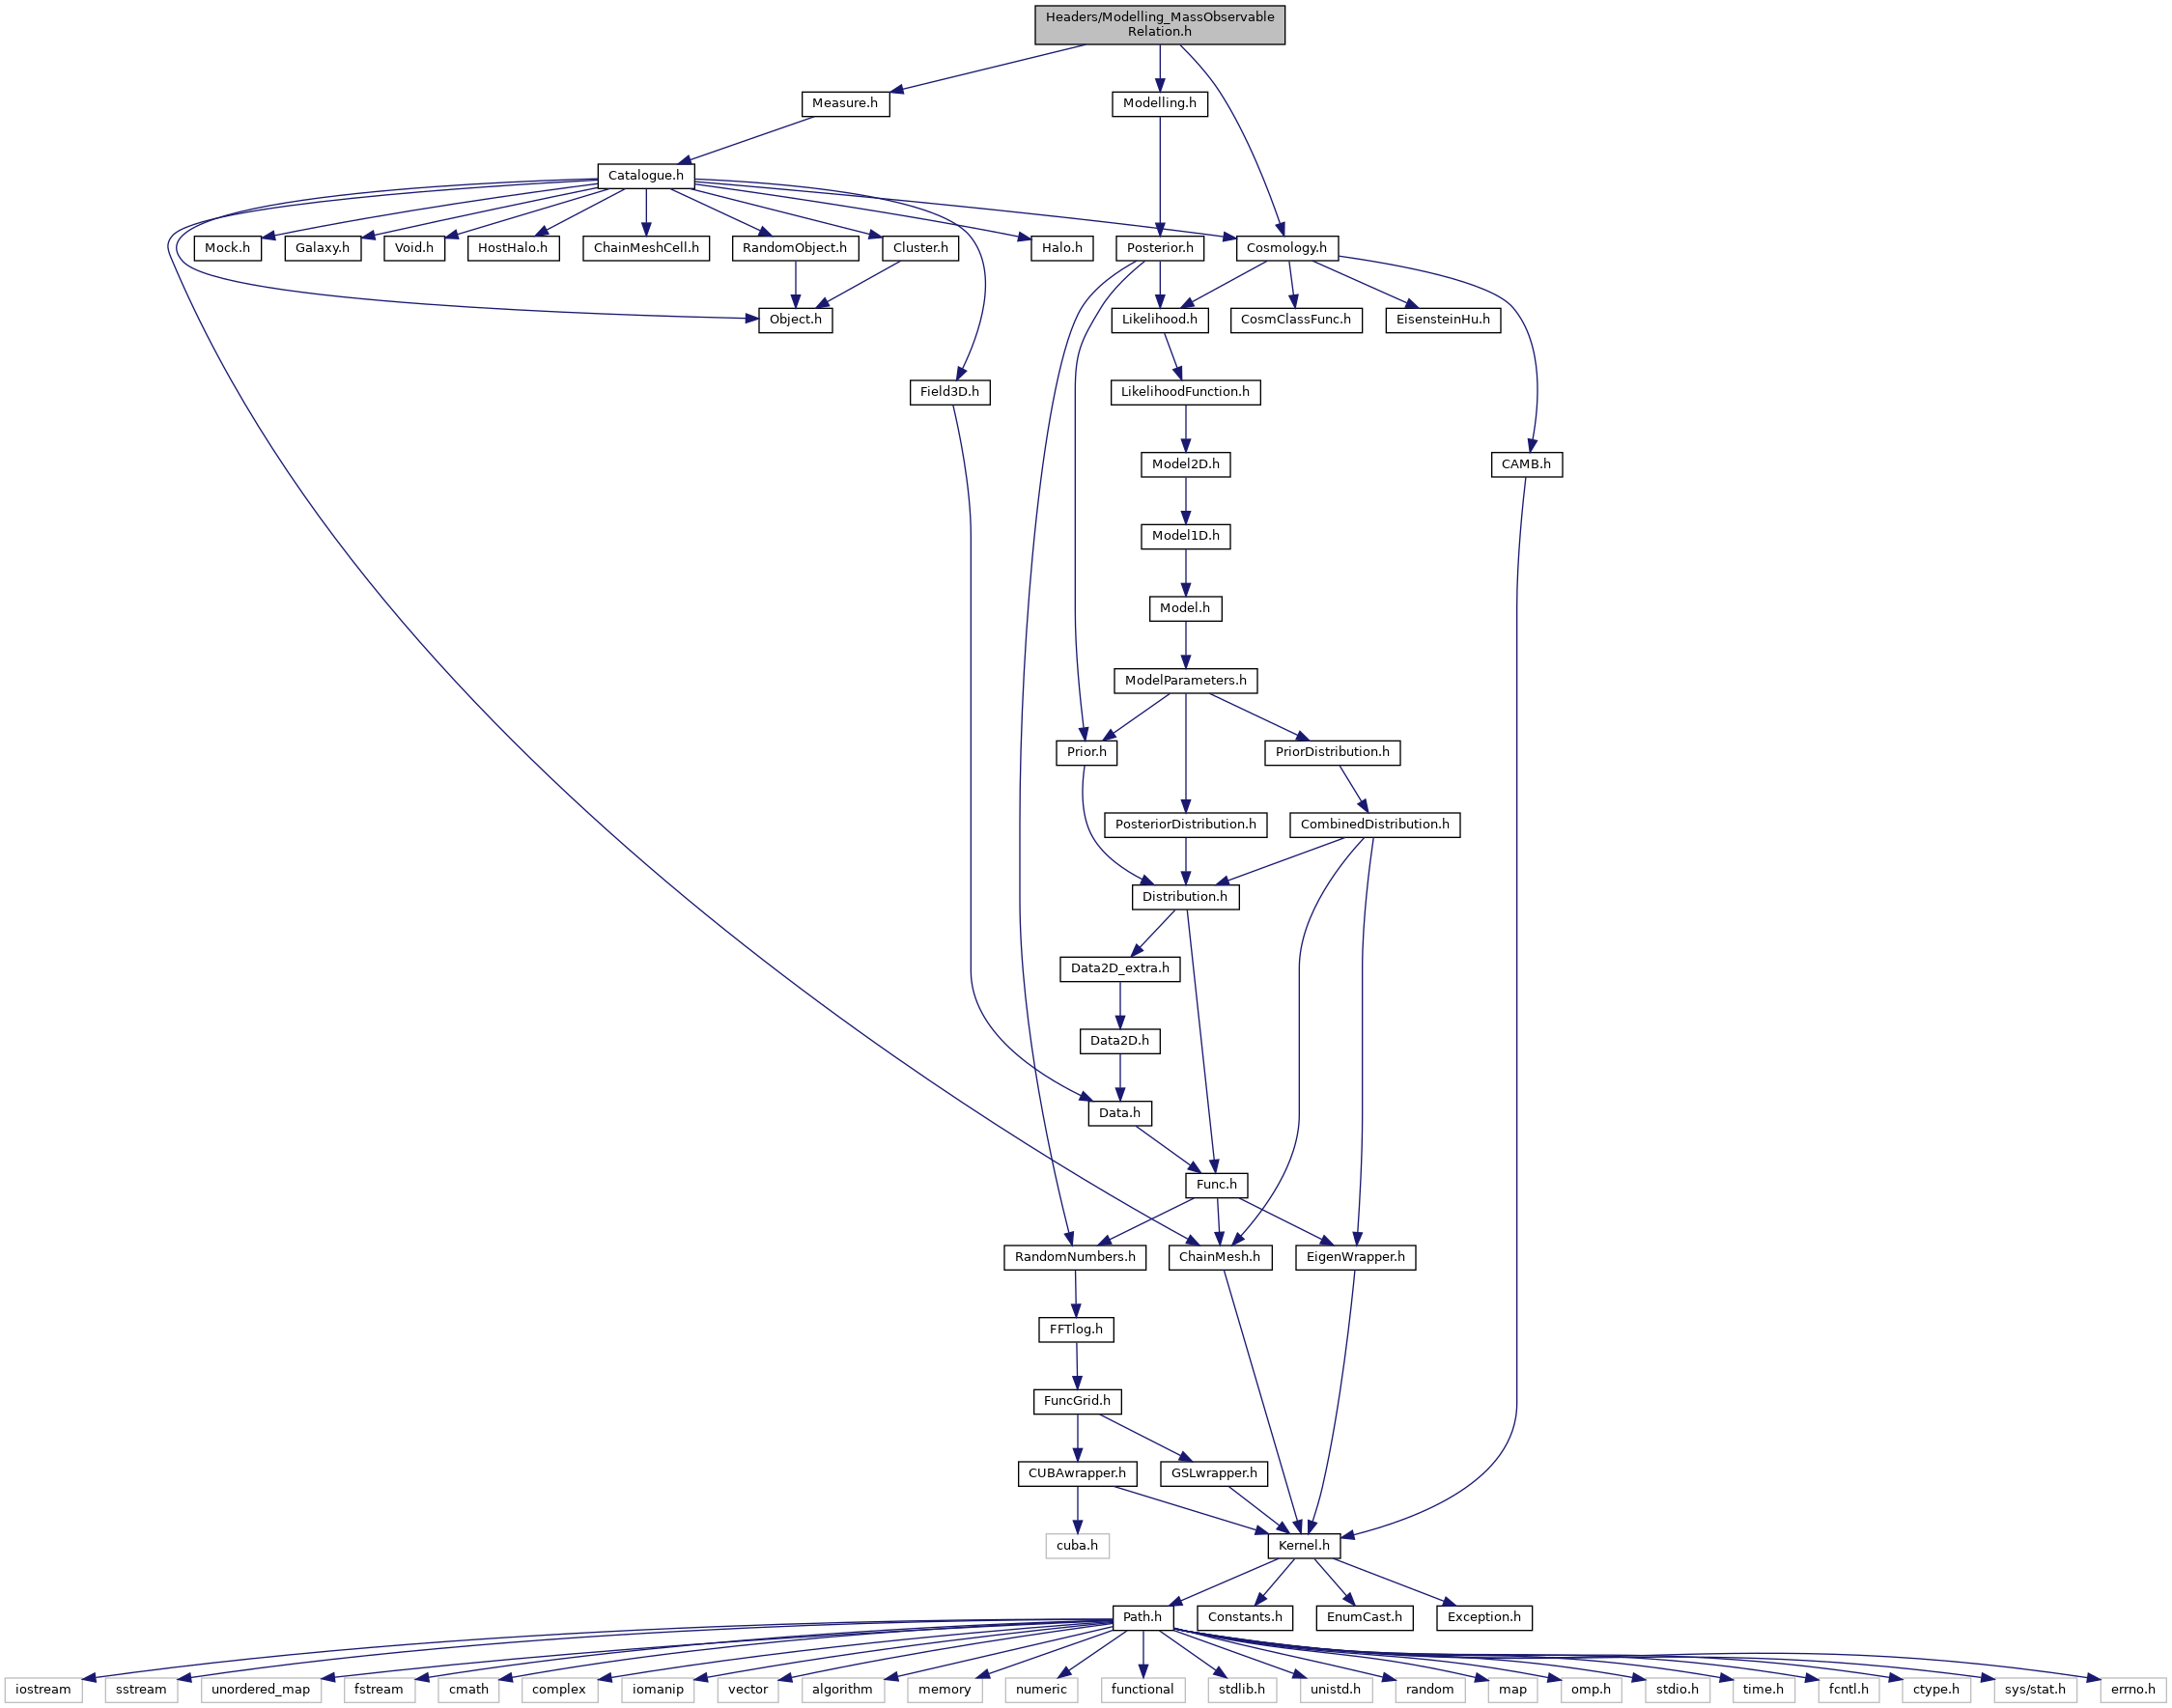 Headers/Modelling_MassObservable
Relation.h
Measure.h
Modelling.h
Catalogue.h
Mock.h
Galaxy.h
Void.h
HostHalo.h
ChainMeshCell.h
RandomObject.h
Cluster.h
Halo.h
Posterior.h
Cosmology.h
Object.h
Likelihood.h
CosmClassFunc.h
EisensteinHu.h
Field3D.h
LikelihoodFunction.h
Model2D.h
CAMB.h
Model1D.h
Model.h
ModelParameters.h
Prior.h
PriorDistribution.h
PosteriorDistribution.h
CombinedDistribution.h
Distribution.h
Data2D_extra.h
Data2D.h
Data.h
Func.h
RandomNumbers.h
ChainMesh.h
EigenWrapper.h
FFTlog.h
FuncGrid.h
CUBAwrapper.h
GSLwrapper.h
cuba.h
Kernel.h
Path.h
Constants.h
EnumCast.h
Exception.h
iostream
sstream
unordered_map
fstream
cmath
complex
iomanip
vector
algorithm
memory
numeric
functional
stdlib.h
unistd.h
random
map
omp.h
stdio.h
time.h
fcntl.h
ctype.h
sys/stat.h
errno.h